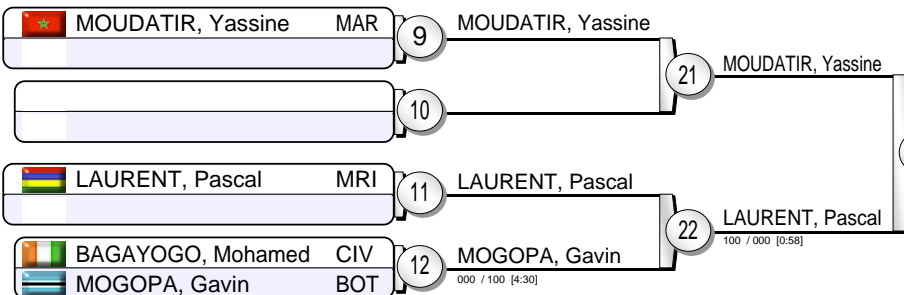 MOUDATIR, Yassine MAR
9
MOUDATIR, Yassine
21
MOUDATIR, Yassine
10
LAURENT, Pascal MRI
11
LAURENT, Pascal
22
LAURENT, Pascal
100 / 000 [0:58]
BAGAYOGO, Mohamed CIV
MOGOPA, Gavin BOT
12
MOGOPA, Gavin
000 / 100 [4:30]